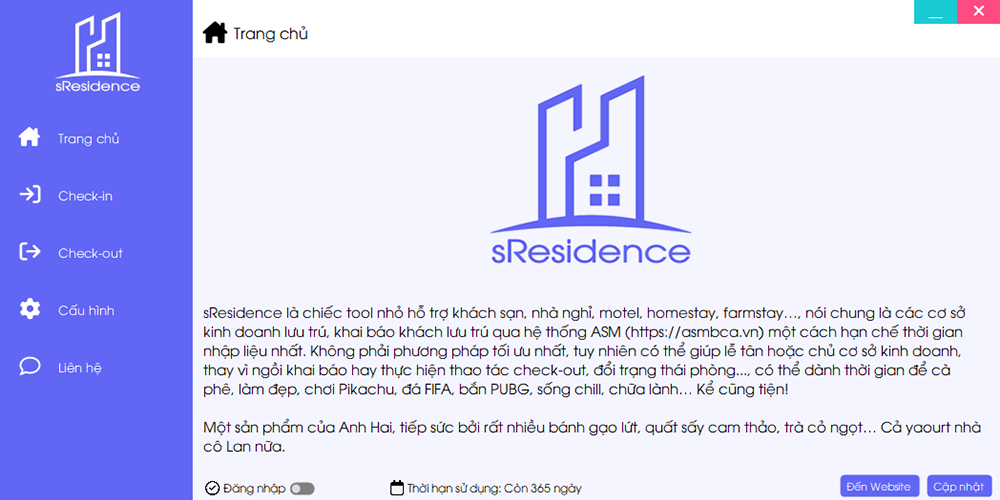 sResidence
Trang chủ
Check-in
Check-out
Cấu hình
Liên hệ
Trang chủ
sResidence
sResidence là chiếc tool nhỏ hỗ trợ khách sạn, nhà nghỉ, motel, homestay, farmstay…, nói chung là các cơ sở
kinh doanh lưu trú, khai báo khách lưu trú qua hệ thống ASM (https://asmbca.vn) một cách hạn chế thời gian
nhập liệu nhất. Không phải phương pháp tối ưu nhất, tuy nhiên có thể giúp lễ tân hoặc chủ cơ sở kinh doanh,
thay vì ngồi khai báo hay thực hiện thao tác check-out, đổi trạng thái phòng..., có thể dành thời gian để cà
phê, làm đẹp, chơi Pikachu, đá FIFA, bắn PUBG, sống chill, chữa lành… Kể cũng tiện!
Một sản phẩm của Anh Hai, tiếp sức bởi rất nhiều bánh gạo lứt, quất sấy cam thảo, trà cỏ ngọt… Cả yaourt nhà
cô Lan nữa.
Đăng nhập
Thời hạn sử dụng: Còn 365 ngày
Đến Website
Cập nhật